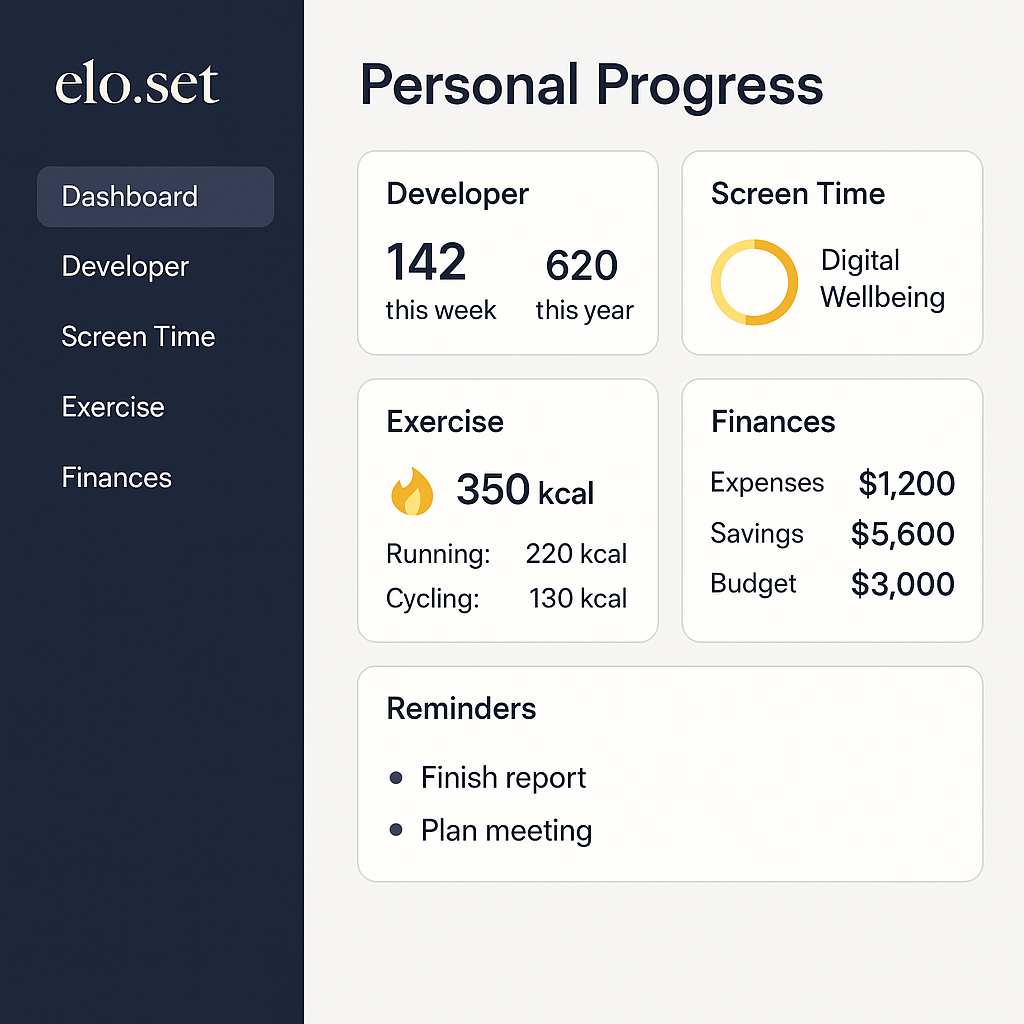 elo.set
Dashboard
Developer
Screen Time
Exercise
Finances
Personal Progress
Developer
142 620
this week this year
Screen Time
Digital
Wellbeing
Exercise
350 kcal
Running: 220 kcal
Cycling: 130 kcal
Finances
Expenses $1,200
Savings $5,600
Budget $3,000
Reminders
• Finish report
• Plan meeting